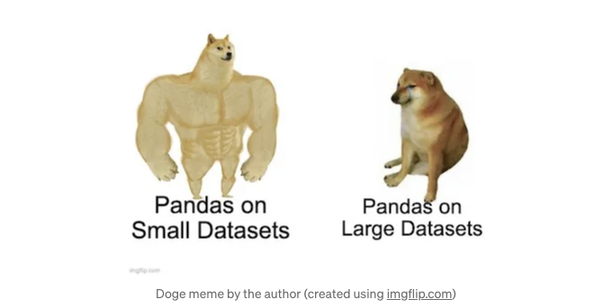 Pandas on
Small Datasets
Pandas on
Large Datasets
imgflip.com
Doge meme by the author (created using imgflip.com)